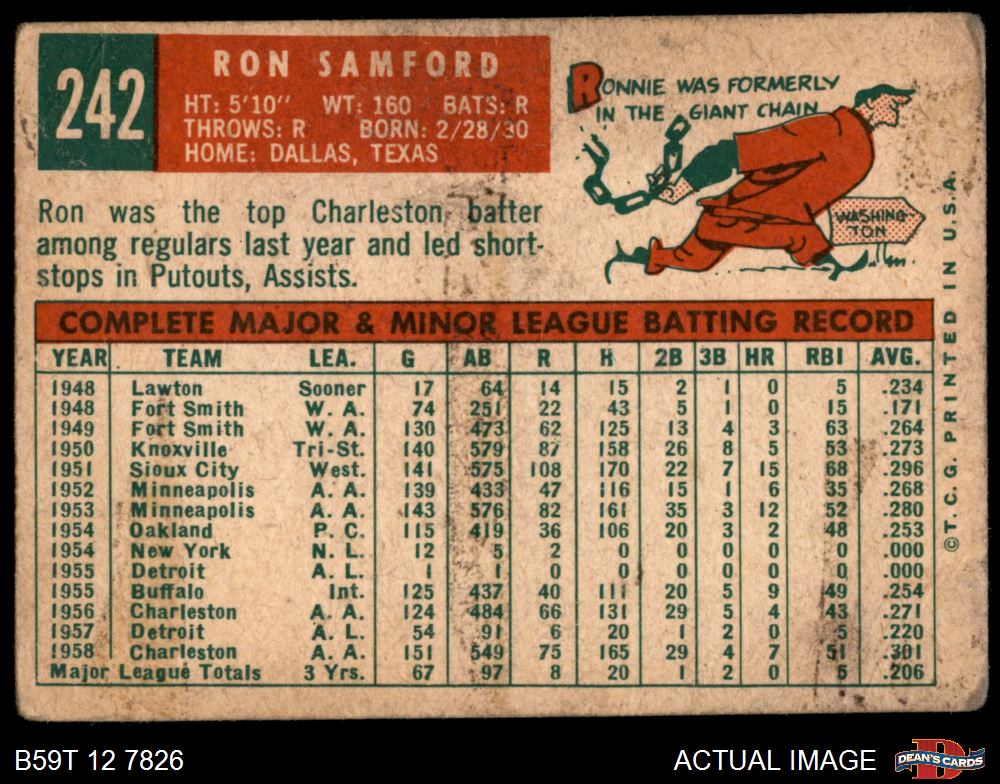 242
RON SAMFORD
HT: 5'10" WT: 160 BATS: R
THROWS: R BORN: 2/28/30
HOME: DALLAS, TEXAS
RONNIE WAS FORMERLY
IN THE GIANT CHAIN
WASHING-
TON
Ron was the top Charleston batter
among regulars last year and led short-
stops in Putouts, Assists.
COMPLETE MAJOR & MINOR LEAGUE BATTING RECORD
YEAR TEAM LEA. G AB R H 2B 3B HR RBI AVG.
1948 Lawton Sooner 17 64 14 15 2 1 0 5 .234
1948 Fort Smith W. A. 74 251 22 43 5 1 0 15 .171
1949 Fort Smith W. A. 130 473 62 125 13 4 3 63 .264
1950 Knoxville Tri-St. 140 579 87 158 26 8 5 53 .273
1951 Sioux City West. 141 575 108 170 22 7 15 68 .296
1952 Minneapolis A. A. 139 433 47 116 15 1 6 35 .268
1953 Minneapolis A. A. 143 576 82 161 35 3 12 52 .280
1954 Oakland P. C. 115 419 36 106 20 3 2 48 .253
1954 New York N. L. 12 5 2 0 0 0 0 0 .000
1955 Detroit A. L. 1 1 0 0 0 0 0 0 .000
1955 Buffalo Int. 125 437 40 111 20 5 9 49 .254
1956 Charleston A. A. 124 484 66 131 29 5 4 43 .271
1957 Detroit A. L. 54 91 6 20 1 2 0 5 .220
1958 Charleston A. A. 151 549 75 165 29 4 7 51 .301
Major League Totals 3 Yrs. 67 97 8 20 1 2 0 5 .206
©T.C.G. PRINTED IN U.S.A.
B59T 12 7826
ACTUAL IMAGE
DEAN'S CARDS